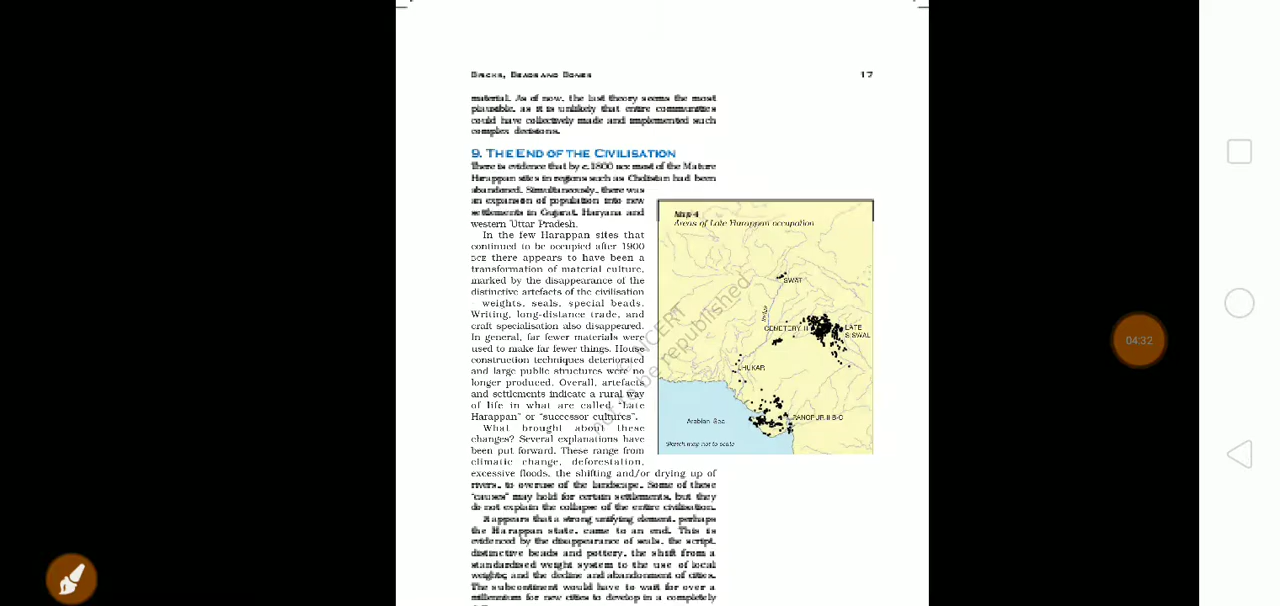 BRICKS, BEADS AND BONES
17
material. As of now, the last theory seems the most
plausible, as it is unlikely that entire communities
could have collectively made and implemented such
complex decisions.
9. THE END OF THE CIVILISATION
There is evidence that by c.1800 BCE most of the Mature
Harappan sites in regions such as Cholistan had been
abandoned. Simultaneously, there was
an expansion of population into new
settlements in Gujarat, Haryana and
western Uttar Pradesh.
In the few Harappan sites that
continued to be occupied after 1900
BCE there appears to have been a
transformation of material culture,
marked by the disappearance of the
distinctive artefacts of the civilisation
weights, seals, special beads.
Writing, long-distance trade, and
craft specialisation also disappeared.
In general, far fewer materials were
used to make far fewer things. House
construction techniques deteriorated
and large public structures were no
longer produced. Overall, artefacts
and settlements indicate a rural way
of life in what are called "Late
Harappan" or "successor cultures".
What brought about these
changes? Several explanations have
been put forward. These range from
climatic change, deforestation,
excessive floods, the shifting and/or drying up of
rivers, to overuse of the landscape. Some of these
"causes" may hold for certain settlements, but they
do not explain the collapse of the entire civilisation.
It appears that a strong unifying element, perhaps
the Harappan state, came to an end. This is
evidenced by the disappearance of seals, the script,
distinctive beads and pottery, the shift from a
standardised weight system to the use of local
weights; and the decline and abandonment of cities.
The subcontinent would have to wait for over a
millennium for new cities to develop in a completely
Map 4
Areas of Late Harappan occupation
SWAT
Indus
CEMETERY H
LATE
SISWAL
JHUKAR
RANGPUR II B-C
Arabian Sea
Sketch map not to scale
NCERT
be republished
04:32